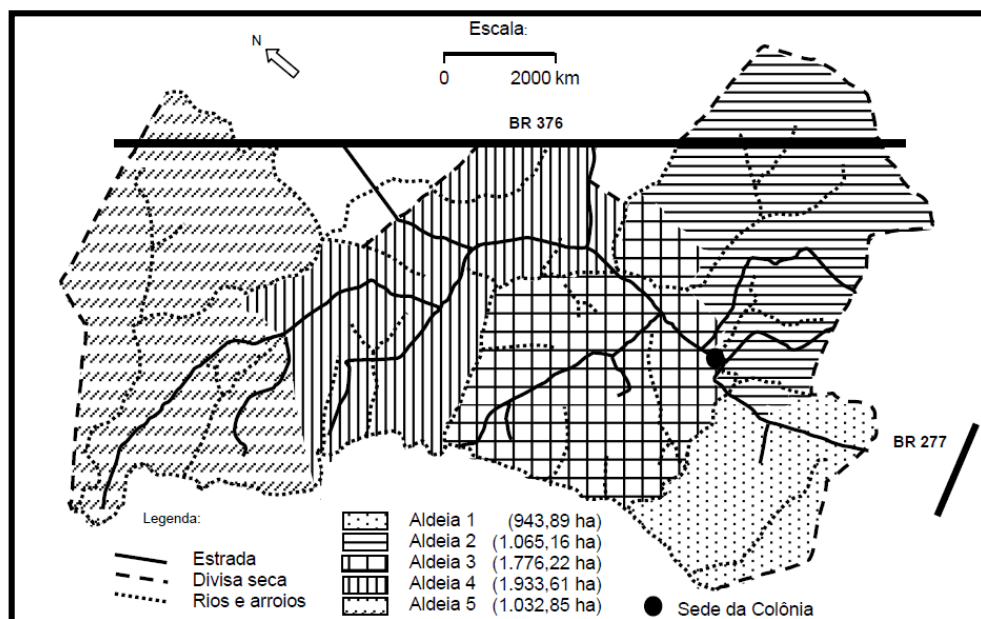 Escala:
N
0 2000 km
BR 376
BR 277
Legenda:
Estrada
Divisa seca
Rios e arroios
Aldeia 1 (943,89 ha)
Aldeia 2 (1.065,16 ha)
Aldeia 3 (1.776,22 ha)
Aldeia 4 (1.933,61 ha)
Aldeia 5 (1.032,85 ha)
Sede da Colônia